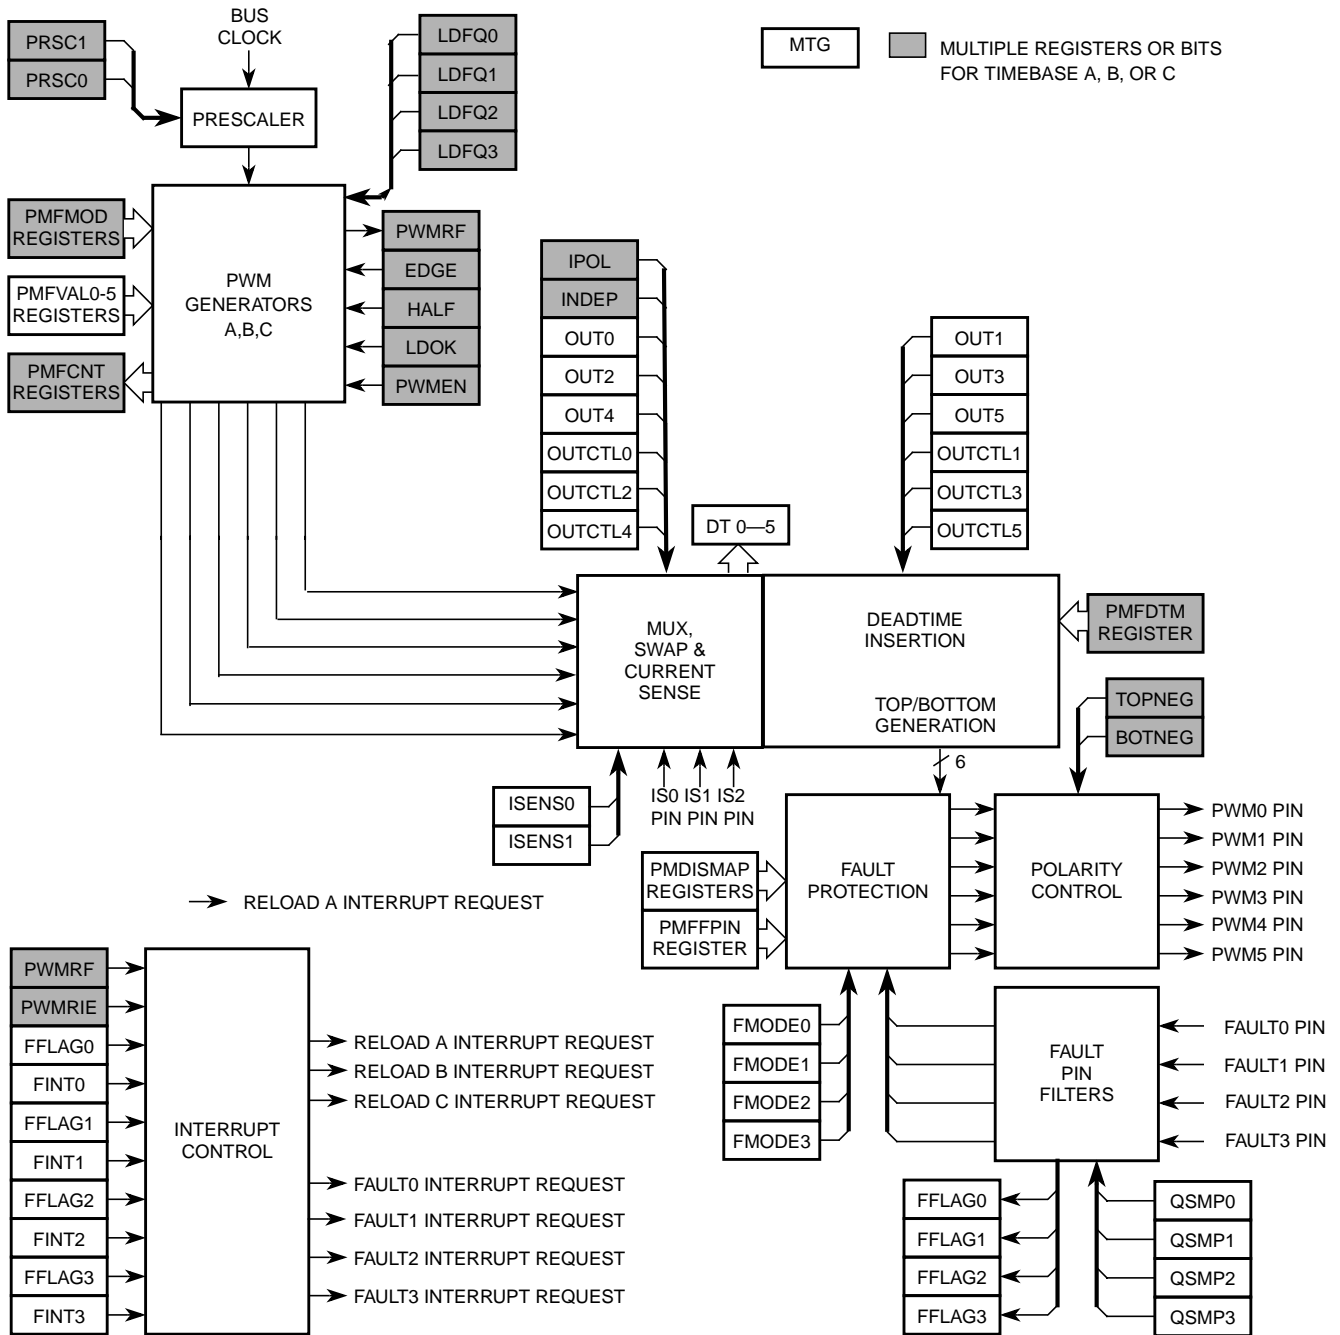 PRSC1
PRSC0
BUS
CLOCK
PRESCALER
LDFQ0
LDFQ1
LDFQ2
LDFQ3
MTG
MULTIPLE REGISTERS OR BITS
FOR TIMEBASE A, B, OR C
PMFMOD
REGISTERS
PMFVAL0-5
REGISTERS
PMFCNT
REGISTERS
PWM
GENERATORS
A,B,C
PWMRF
EDGE
HALF
LDOK
PWMEN
IPOL
INDEP
OUT0
OUT2
OUT4
OUTCTL0
OUTCTL2
OUTCTL4
DT 0—5
OUT1
OUT3
OUT5
OUTCTL1
OUTCTL3
OUTCTL5
MUX,
SWAP &
CURRENT
SENSE
DEADTIME
INSERTION
TOP/BOTTOM
GENERATION
PMFDTM
REGISTER
TOPNEG
BOTNEG
6
ISENS0
ISENS1
IS0 IS1 IS2
PIN PIN PIN
PMDISMAP
REGISTERS
PMFFPIN
REGISTER
FAULT
PROTECTION
POLARITY
CONTROL
PWM0 PIN
PWM1 PIN
PWM2 PIN
PWM3 PIN
PWM4 PIN
PWM5 PIN
RELOAD A INTERRUPT REQUEST
PWMRF
PWMRIE
FFLAG0
FINT0
FFLAG1
FINT1
FFLAG2
FINT2
FFLAG3
FINT3
INTERRUPT
CONTROL
RELOAD A INTERRUPT REQUEST
RELOAD B INTERRUPT REQUEST
RELOAD C INTERRUPT REQUEST
FAULT0 INTERRUPT REQUEST
FAULT1 INTERRUPT REQUEST
FAULT2 INTERRUPT REQUEST
FAULT3 INTERRUPT REQUEST
FMODE0
FMODE1
FMODE2
FMODE3
FAULT
PIN
FILTERS
FAULT0 PIN
FAULT1 PIN
FAULT2 PIN
FAULT3 PIN
FFLAG0
FFLAG1
FFLAG2
FFLAG3
QSMP0
QSMP1
QSMP2
QSMP3